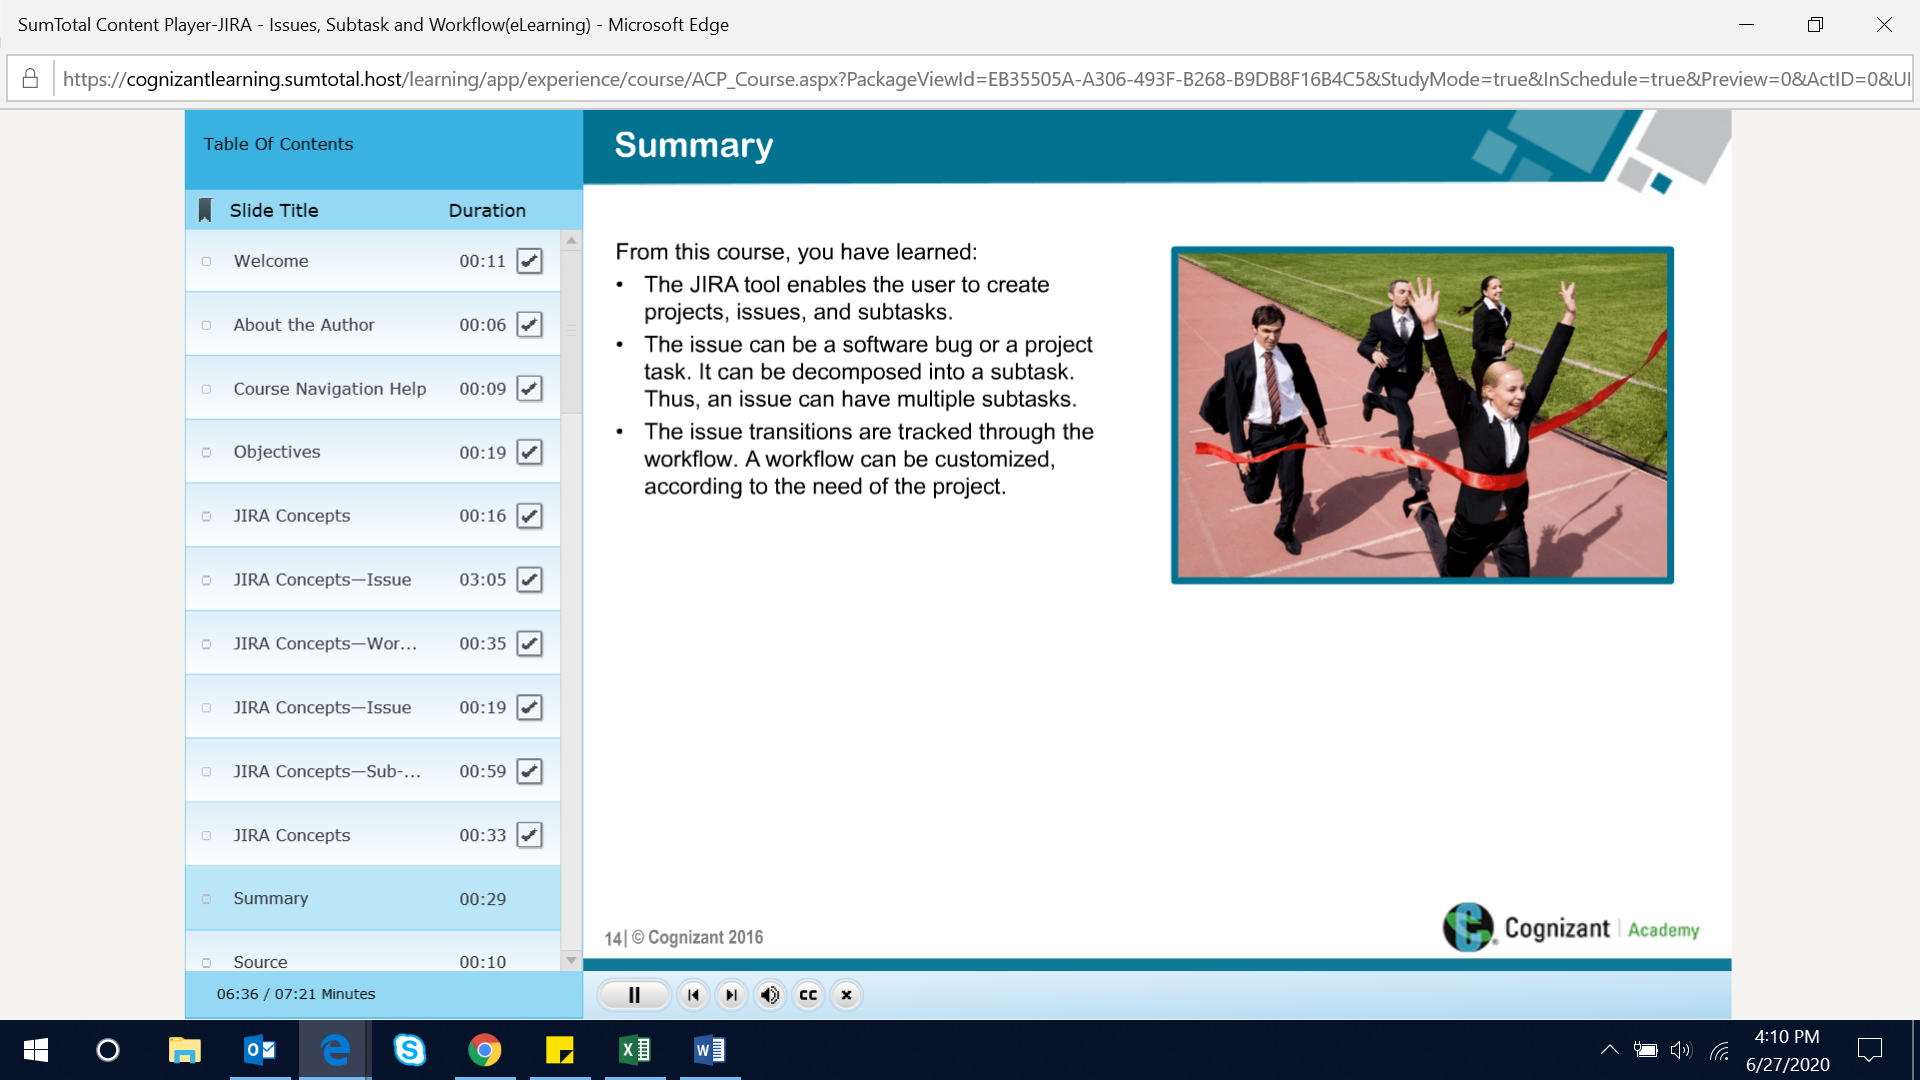 SumTotal Content Player-JIRA - Issues, Subtask and Workflow(eLearning) - Microsoft Edge
https://cognizantlearning.sumtotal.host/learning/app/experience/course/ACP_Course.aspx?PackageViewId=EB35505A-A306-493F-B268-B9DB8F16B4C5&StudyMode=true&InSchedule=true&Preview=0&ActID=0&UI
Table Of Contents
Slide Title Duration
Welcome 00:11
About the Author 00:06
Course Navigation Help 00:09
Objectives 00:19
JIRA Concepts 00:16
JIRA Concepts—Issue 03:05
JIRA Concepts—Wor... 00:35
JIRA Concepts—Issue 00:19
JIRA Concepts—Sub-... 00:59
JIRA Concepts 00:33
Summary 00:29
Source 00:10
06:36 / 07:21 Minutes
Summary
From this course, you have learned:
• The JIRA tool enables the user to create
projects, issues, and subtasks.
• The issue can be a software bug or a project
task. It can be decomposed into a subtask.
Thus, an issue can have multiple subtasks.
• The issue transitions are tracked through the
workflow. A workflow can be customized,
according to the need of the project.
14| © Cognizant 2016
Cognizant | Academy
CC
4:10 PM
6/27/2020